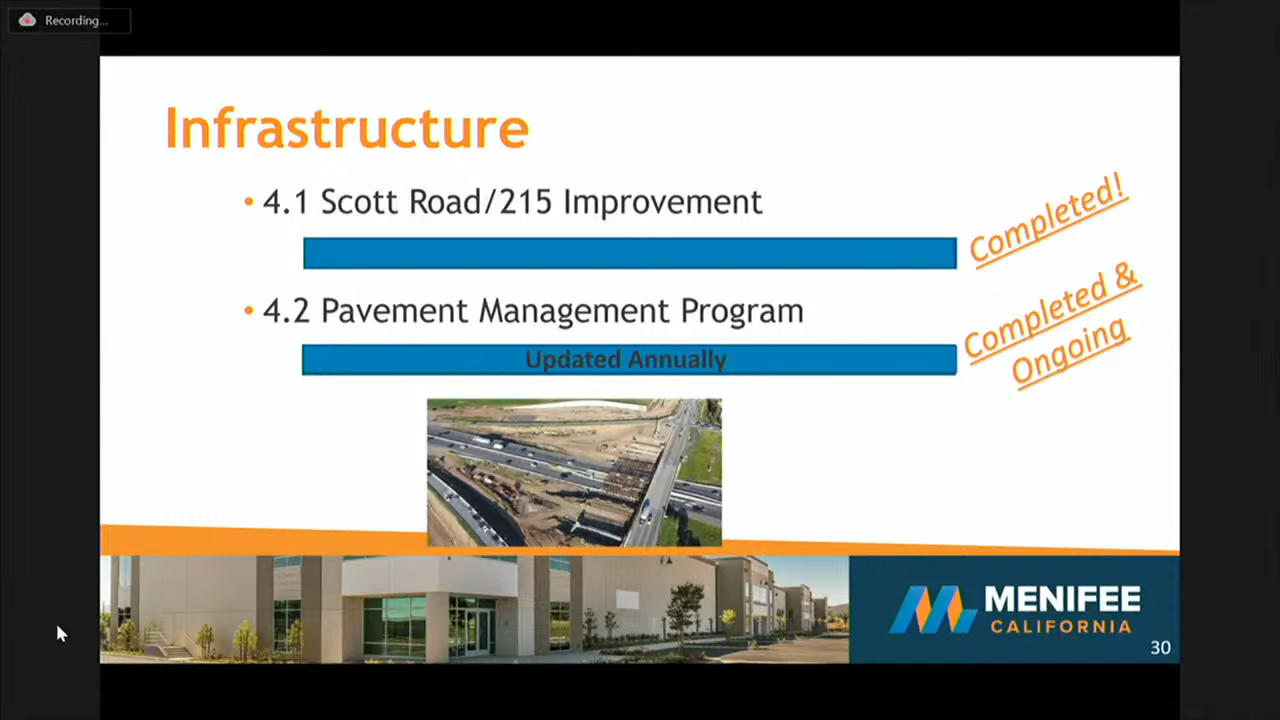 Recording...
Infrastructure
• 4.1 Scott Road/215 Improvement
Completed!
• 4.2 Pavement Management Program
Updated Annually
Completed &
Ongoing
MENIFEE
CALIFORNIA
30